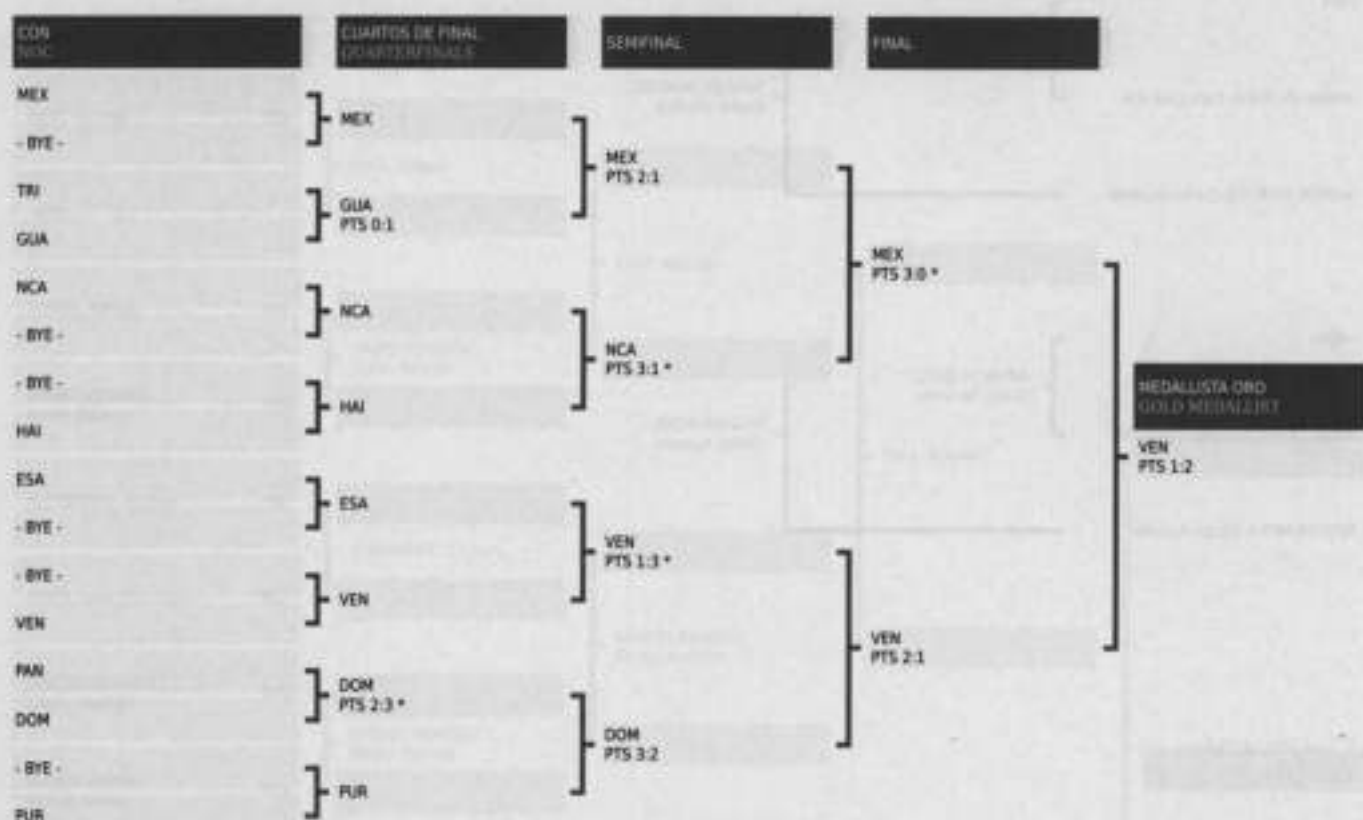 CON
NOC
CUARTOS DE FINAL
QUARTERFINALS
SEMIFINAL
FINAL
MEX
- BYE -
TRI
GUA
NCA
- BYE -
- BYE -
HAI
ESA
- BYE -
- BYE -
VEN
PAN
DOM
- BYE -
PUR
MEX
GUA
PTS 0:1
NCA
HAI
ESA
VEN
DOM
PTS 2:3 *
PUR
MEX
PTS 2:1
NCA
PTS 3:1 *
VEN
PTS 1:3 *
DOM
PTS 3:2
MEX
PTS 3:0 *
VEN
PTS 2:1
MEDALLISTA ORO
GOLD MEDALLIST
VEN
PTS 1:2